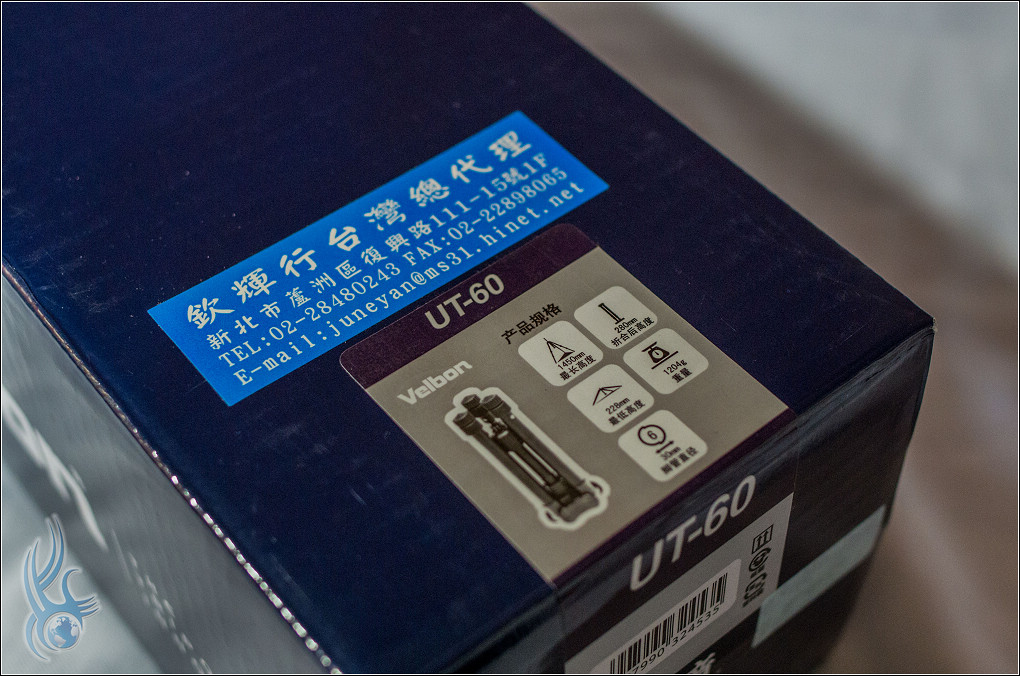 欽輝行台灣總代理
新北市蘆洲區復興路111-15號1F
TEL:02-28480243 FAX:02-22898065
E-mail:juneyan@ms31.hinet.net
UT-60
Velbon
产品规格
1450mm
最长高度
280mm
折合后高度
228mm
最低高度
1204g
重量
6
30mm
脚管直径
UT-60
7990 324535